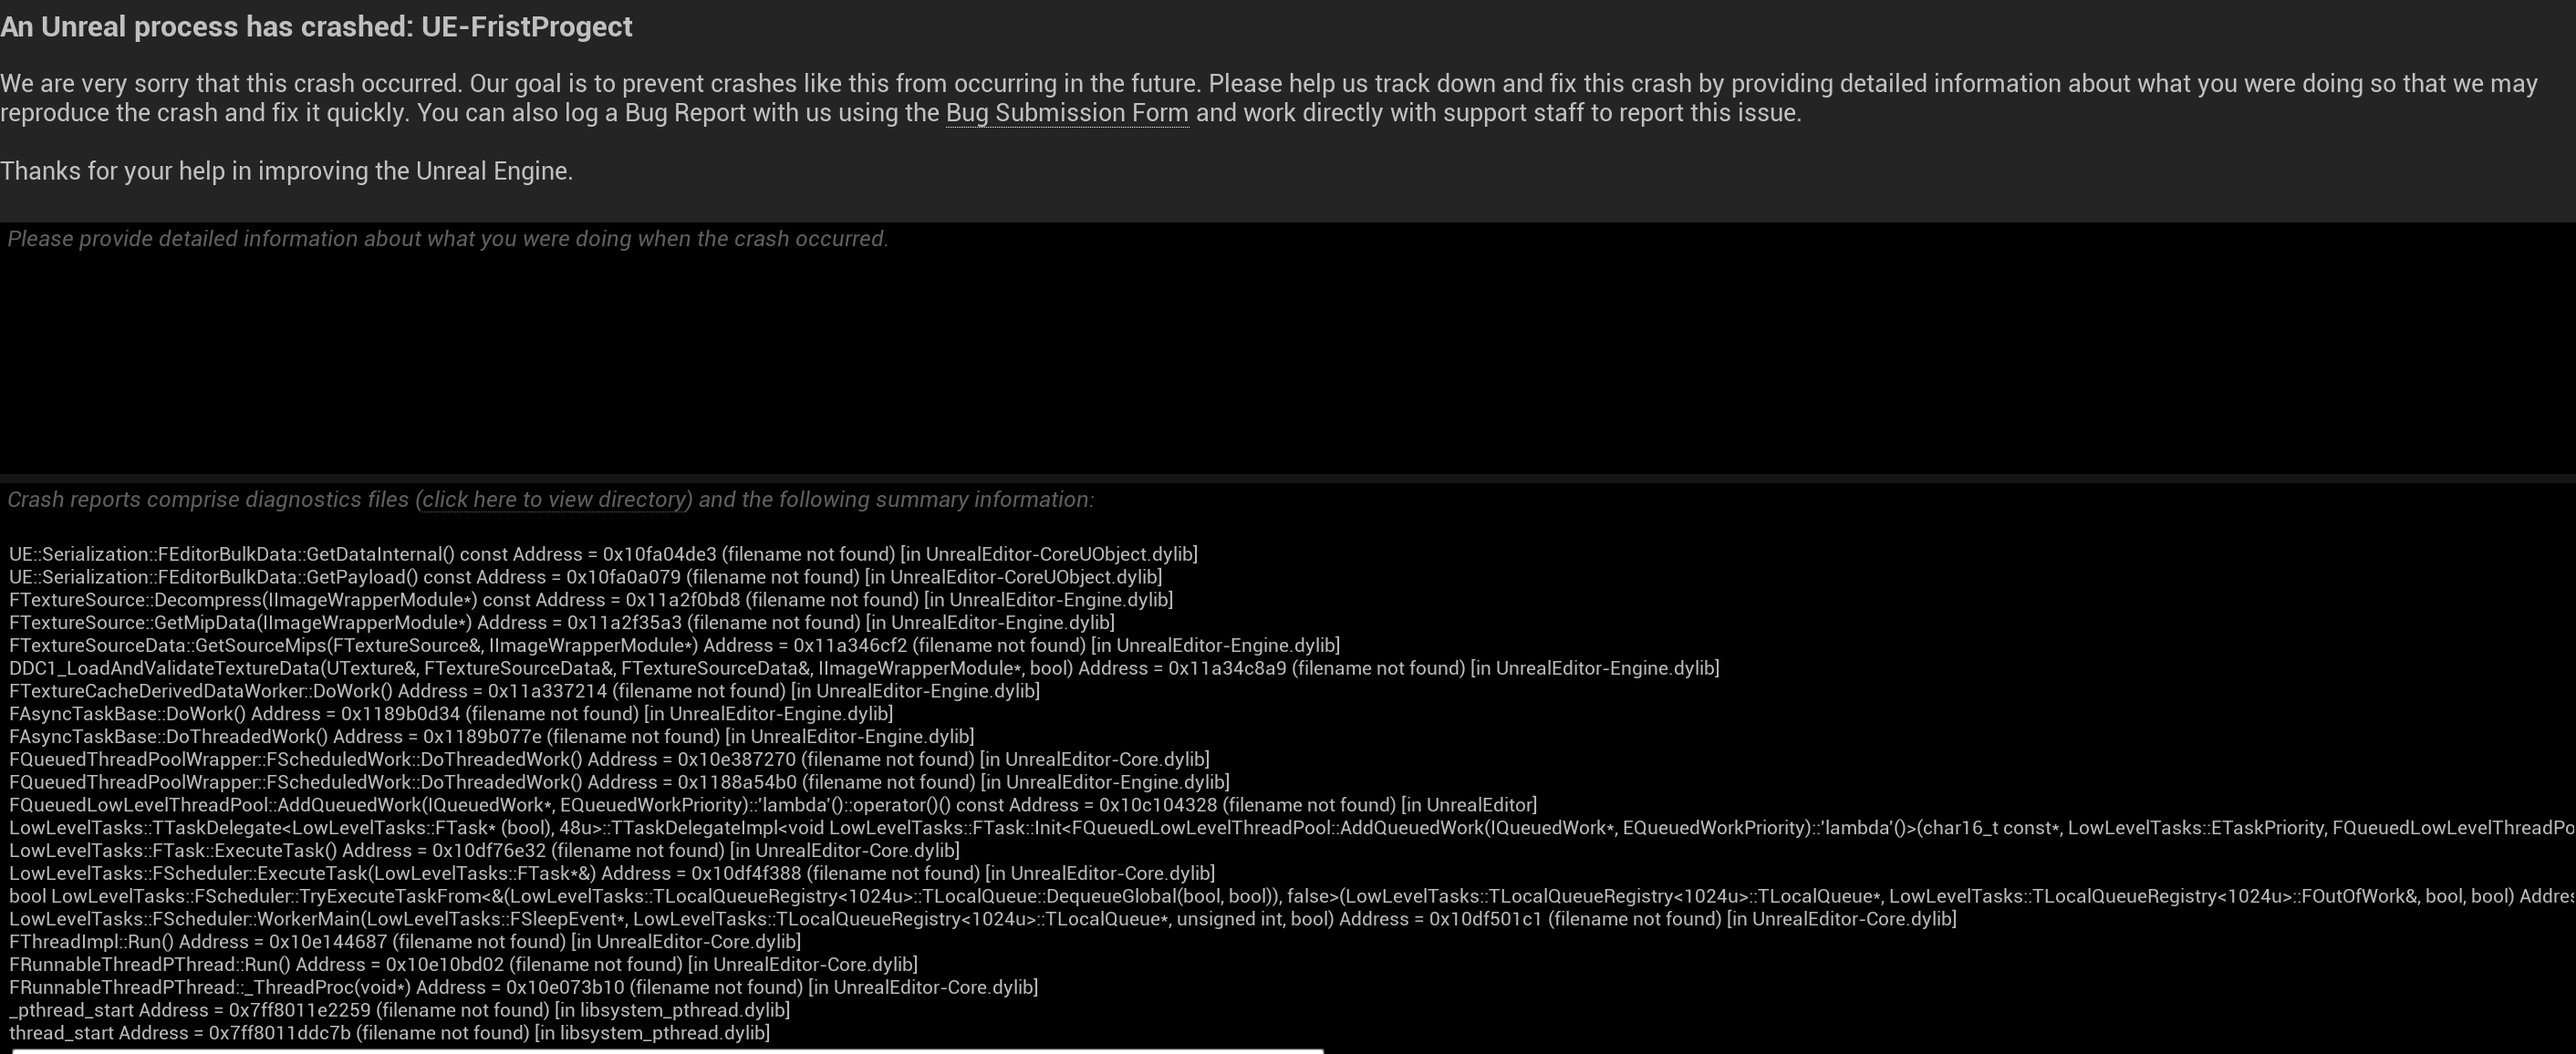 An Unreal process has crashed: UE-FristProgect
We are very sorry that this crash occurred. Our goal is to prevent crashes like this from occurring in the future. Please help us track down and fix this crash by providing detailed information about what you were doing so that we may
reproduce the crash and fix it quickly. You can also log a Bug Report with us using the Bug Submission Form and work directly with support staff to report this issue.
Thanks for your help in improving the Unreal Engine.
Please provide detailed information about what you were doing when the crash occurred.
Crash reports comprise diagnostics files (click here to view directory) and the following summary information:
UE::Serialization::FEditorBulkData::GetDataInternal() const Address = 0x10fa04de3 (filename not found) [in UnrealEditor-CoreUObject.dylib]
UE::Serialization::FEditorBulkData::GetPayload() const Address = 0x10fa0a079 (filename not found) [in UnrealEditor-CoreUObject.dylib]
FTextureSource::Decompress(IImageWrapperModule*) const Address = 0x11a2f0bd8 (filename not found) [in UnrealEditor-Engine.dylib]
FTextureSource::GetMipData(IImageWrapperModule*) Address = 0x11a2f35a3 (filename not found) [in UnrealEditor-Engine.dylib]
FTextureSourceData::GetSourceMips(FTextureSource&, IImageWrapperModule*) Address = 0x11a346cf2 (filename not found) [in UnrealEditor-Engine.dylib]
DDC1_LoadAndValidateTextureData(UTexture&, FTextureSourceData&, FTextureSourceData&, IImageWrapperModule*, bool) Address = 0x11a34c8a9 (filename not found) [in UnrealEditor-Engine.dylib]
FTextureCacheDerivedDataWorker::DoWork() Address = 0x11a337214 (filename not found) [in UnrealEditor-Engine.dylib]
FAsyncTaskBase::DoWork() Address = 0x1189b0d34 (filename not found) [in UnrealEditor-Engine.dylib]
FAsyncTaskBase::DoThreadedWork() Address = 0x1189b077e (filename not found) [in UnrealEditor-Engine.dylib]
FQueuedThreadPoolWrapper::FScheduledWork::DoThreadedWork() Address = 0x10e387270 (filename not found) [in UnrealEditor-Core.dylib]
FQueuedThreadPoolWrapper::FScheduledWork::DoThreadedWork() Address = 0x1188a54b0 (filename not found) [in UnrealEditor-Engine.dylib]
FQueuedLowLevelThreadPool::AddQueuedWork(IQueuedWork*, EQueuedWorkPriority)::'lambda'()::operator()() const Address = 0x10c104328 (filename not found) [in UnrealEditor]
LowLevelTasks::TTaskDelegate<LowLevelTasks::FTask* (bool), 48u>::TTaskDelegateImpl<void LowLevelTasks::FTask::Init<FQueuedLowLevelThreadPool::AddQueuedWork(IQueuedWork*, EQueuedWorkPriority)::'lambda'()>(char16_t const*, LowLevelTasks::ETaskPriority, FQueuedLowLevelThreadPo
LowLevelTasks::FTask::ExecuteTask() Address = 0x10df76e32 (filename not found) [in UnrealEditor-Core.dylib]
LowLevelTasks::FScheduler::ExecuteTask(LowLevelTasks::FTask*&) Address = 0x10df4f388 (filename not found) [in UnrealEditor-Core.dylib]
bool LowLevelTasks::FScheduler::TryExecuteTaskFrom<&(LowLevelTasks::TLocalQueueRegistry<1024u>::TLocalQueue::DequeueGlobal(bool, bool)), false>(LowLevelTasks::TLocalQueueRegistry<1024u>::TLocalQueue*, LowLevelTasks::TLocalQueueRegistry<1024u>::FOutOfWork&, bool, bool) Addres
LowLevelTasks::FScheduler::WorkerMain(LowLevelTasks::FSleepEvent*, LowLevelTasks::TLocalQueueRegistry<1024u>::TLocalQueue*, unsigned int, bool) Address = 0x10df501c1 (filename not found) [in UnrealEditor-Core.dylib]
FThreadImpl::Run() Address = 0x10e144687 (filename not found) [in UnrealEditor-Core.dylib]
FRunnableThreadPThread::Run() Address = 0x10e10bd02 (filename not found) [in UnrealEditor-Core.dylib]
FRunnableThreadPThread::_ThreadProc(void*) Address = 0x10e073b10 (filename not found) [in UnrealEditor-Core.dylib]
_pthread_start Address = 0x7ff8011e2259 (filename not found) [in libsystem_pthread.dylib]
thread_start Address = 0x7ff8011ddc7b (filename not found) [in libsystem_pthread.dylib]